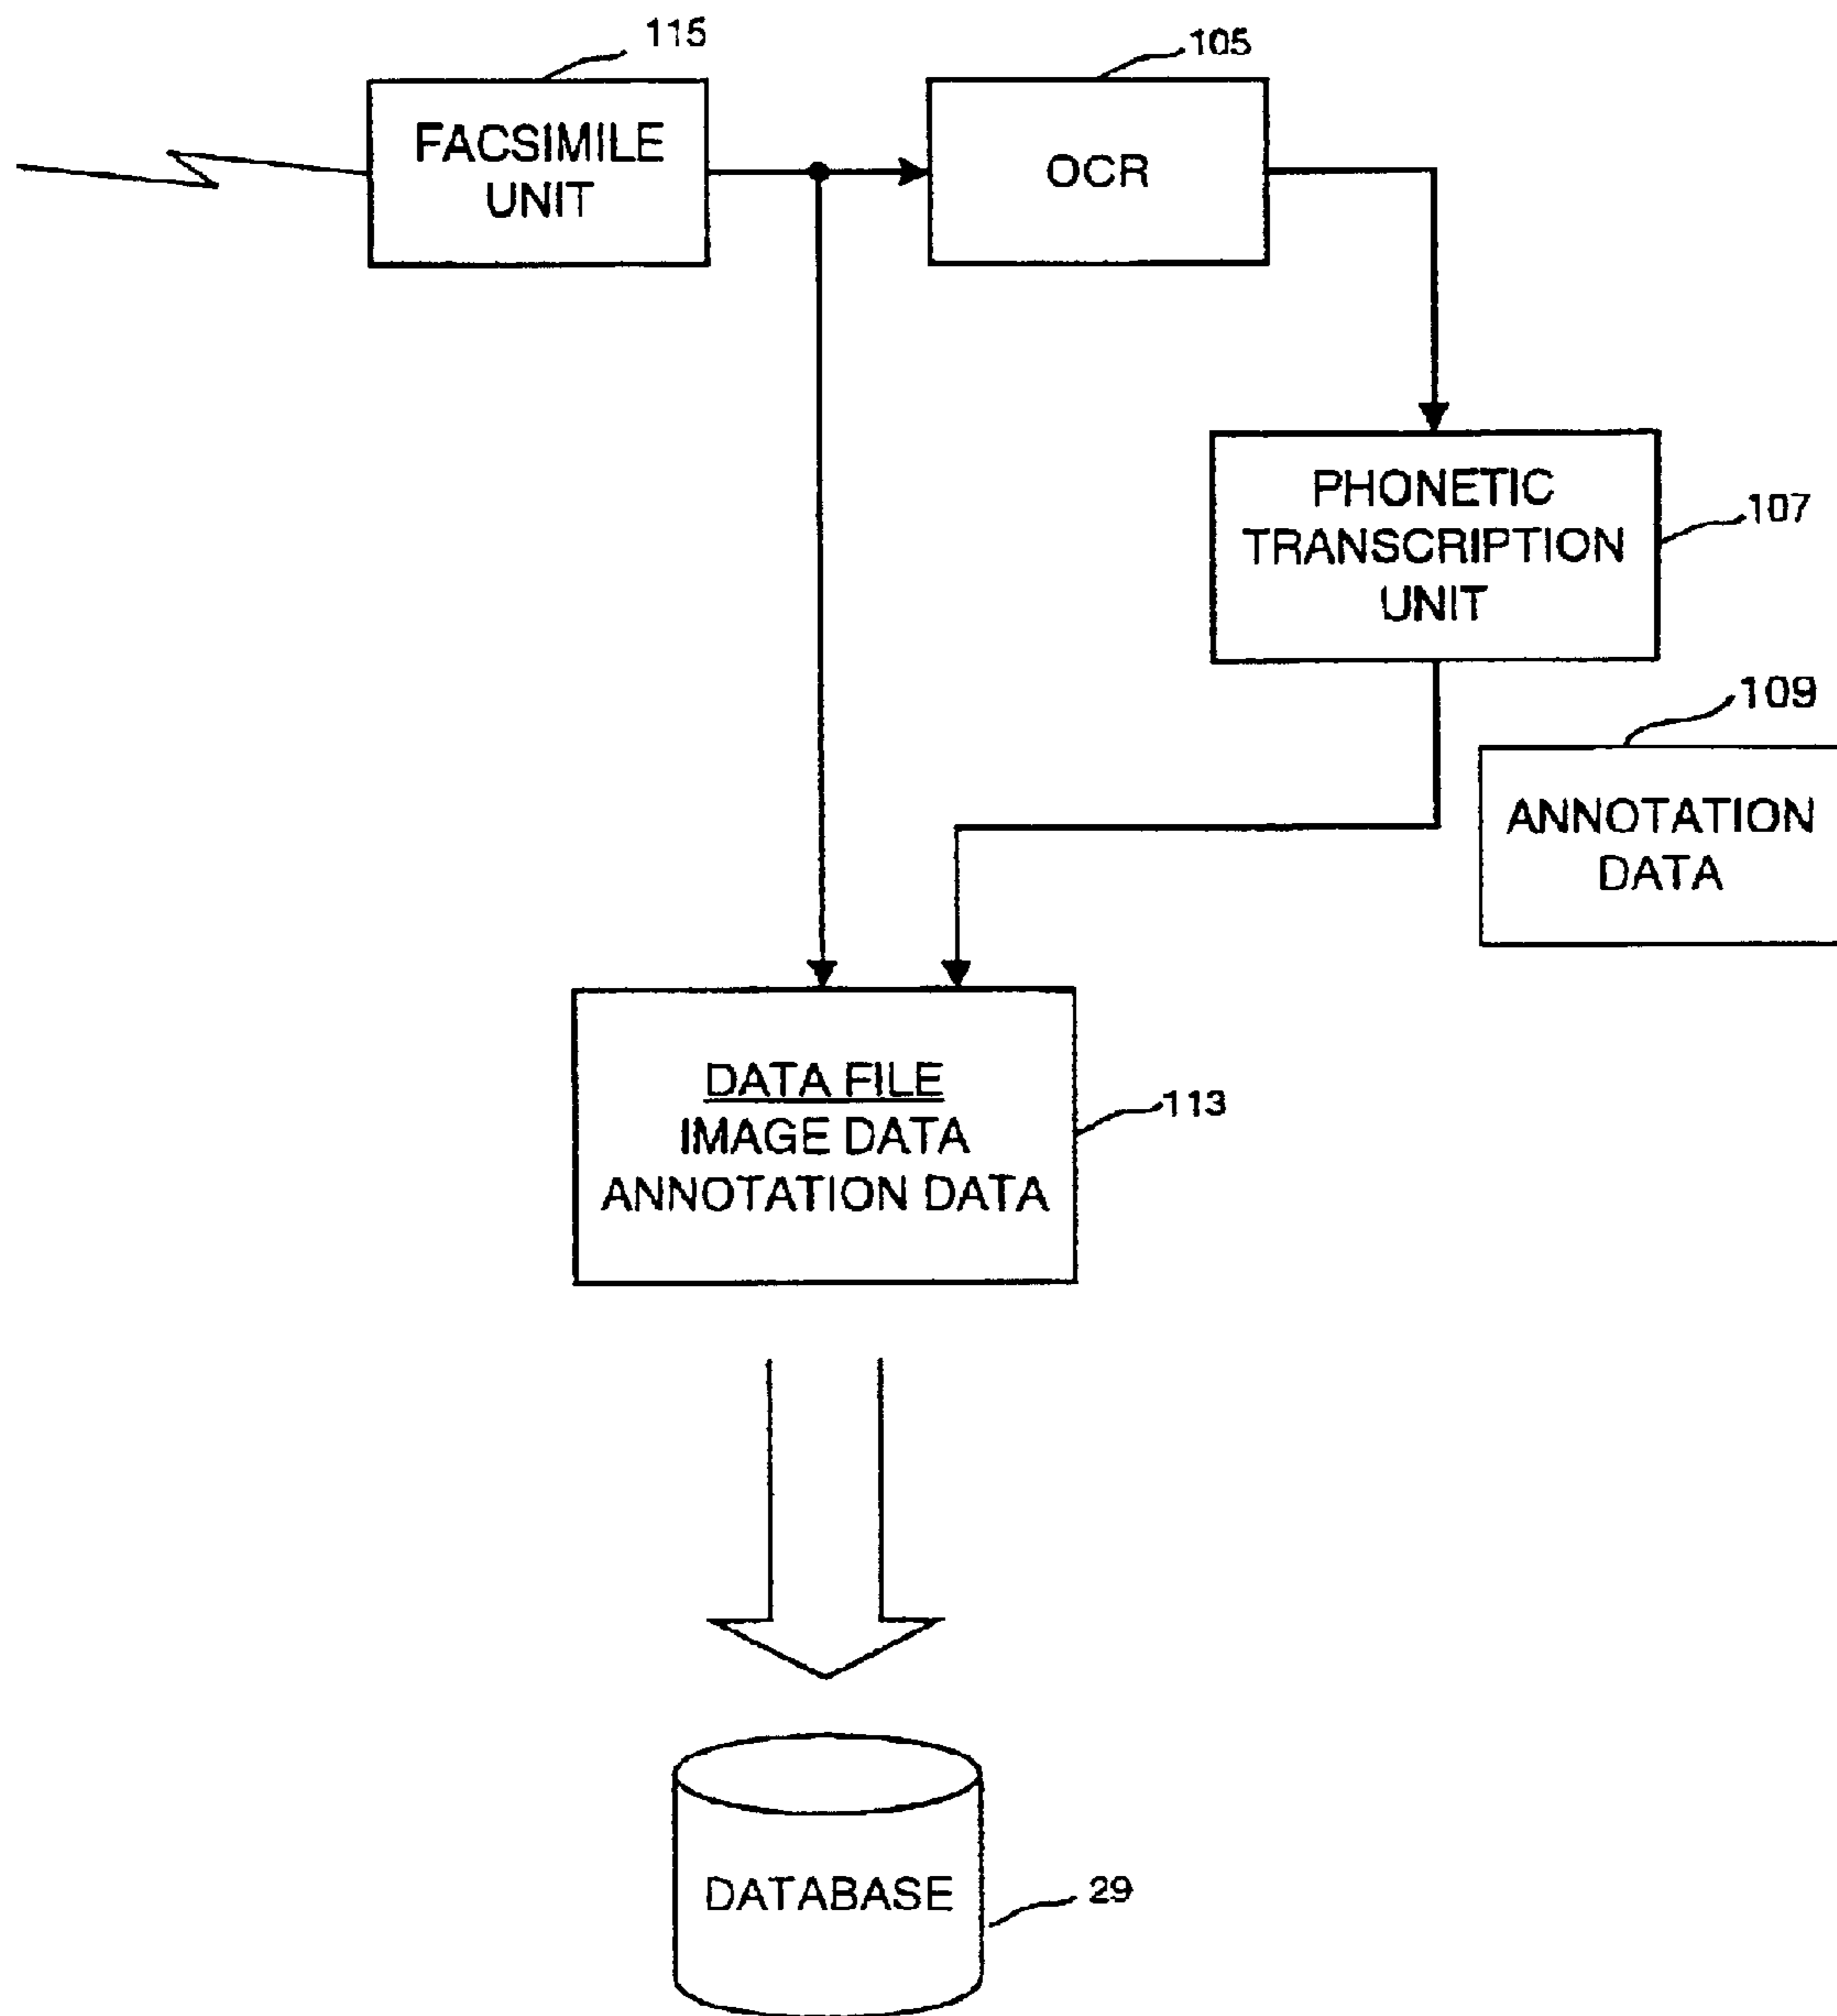 115
105
FACSIMILE
UNIT
OCR
PHONETIC
TRANSCRIPTION
UNIT
107
109
ANNOTATION
DATA
DATA FILE
IMAGE DATA
ANNOTATION DATA
113
DATABASE
29